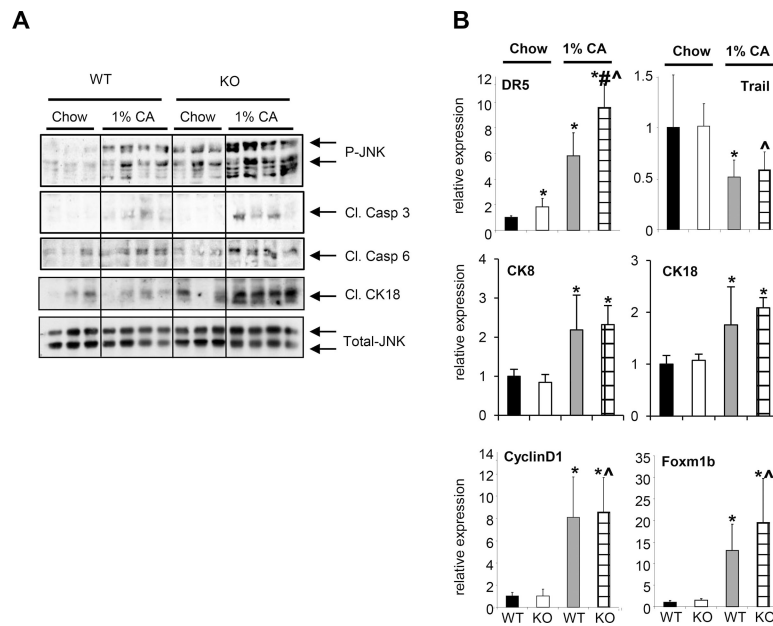 A
WT KO
Chow 1% CA Chow 1% CA
P-JNK
Cl. Casp 3
Cl. Casp 6
Cl. CK18
Total-JNK
B
Chow 1% CA Chow 1% CA
DR5
*
*
*#^
relative expression
12
10
8
6
4
2
0
Trail
*
^
1.5
1
0.5
0
CK8
*
*
relative expression
4
3
2
1
0
CK18
*
*
3
2
1
0
CyclinD1
*
*^
relative expression
14
12
10
8
6
4
2
0
WT KO WT KO
Foxm1b
*
*^
35
30
25
20
15
10
5
0
WT KO WT KO